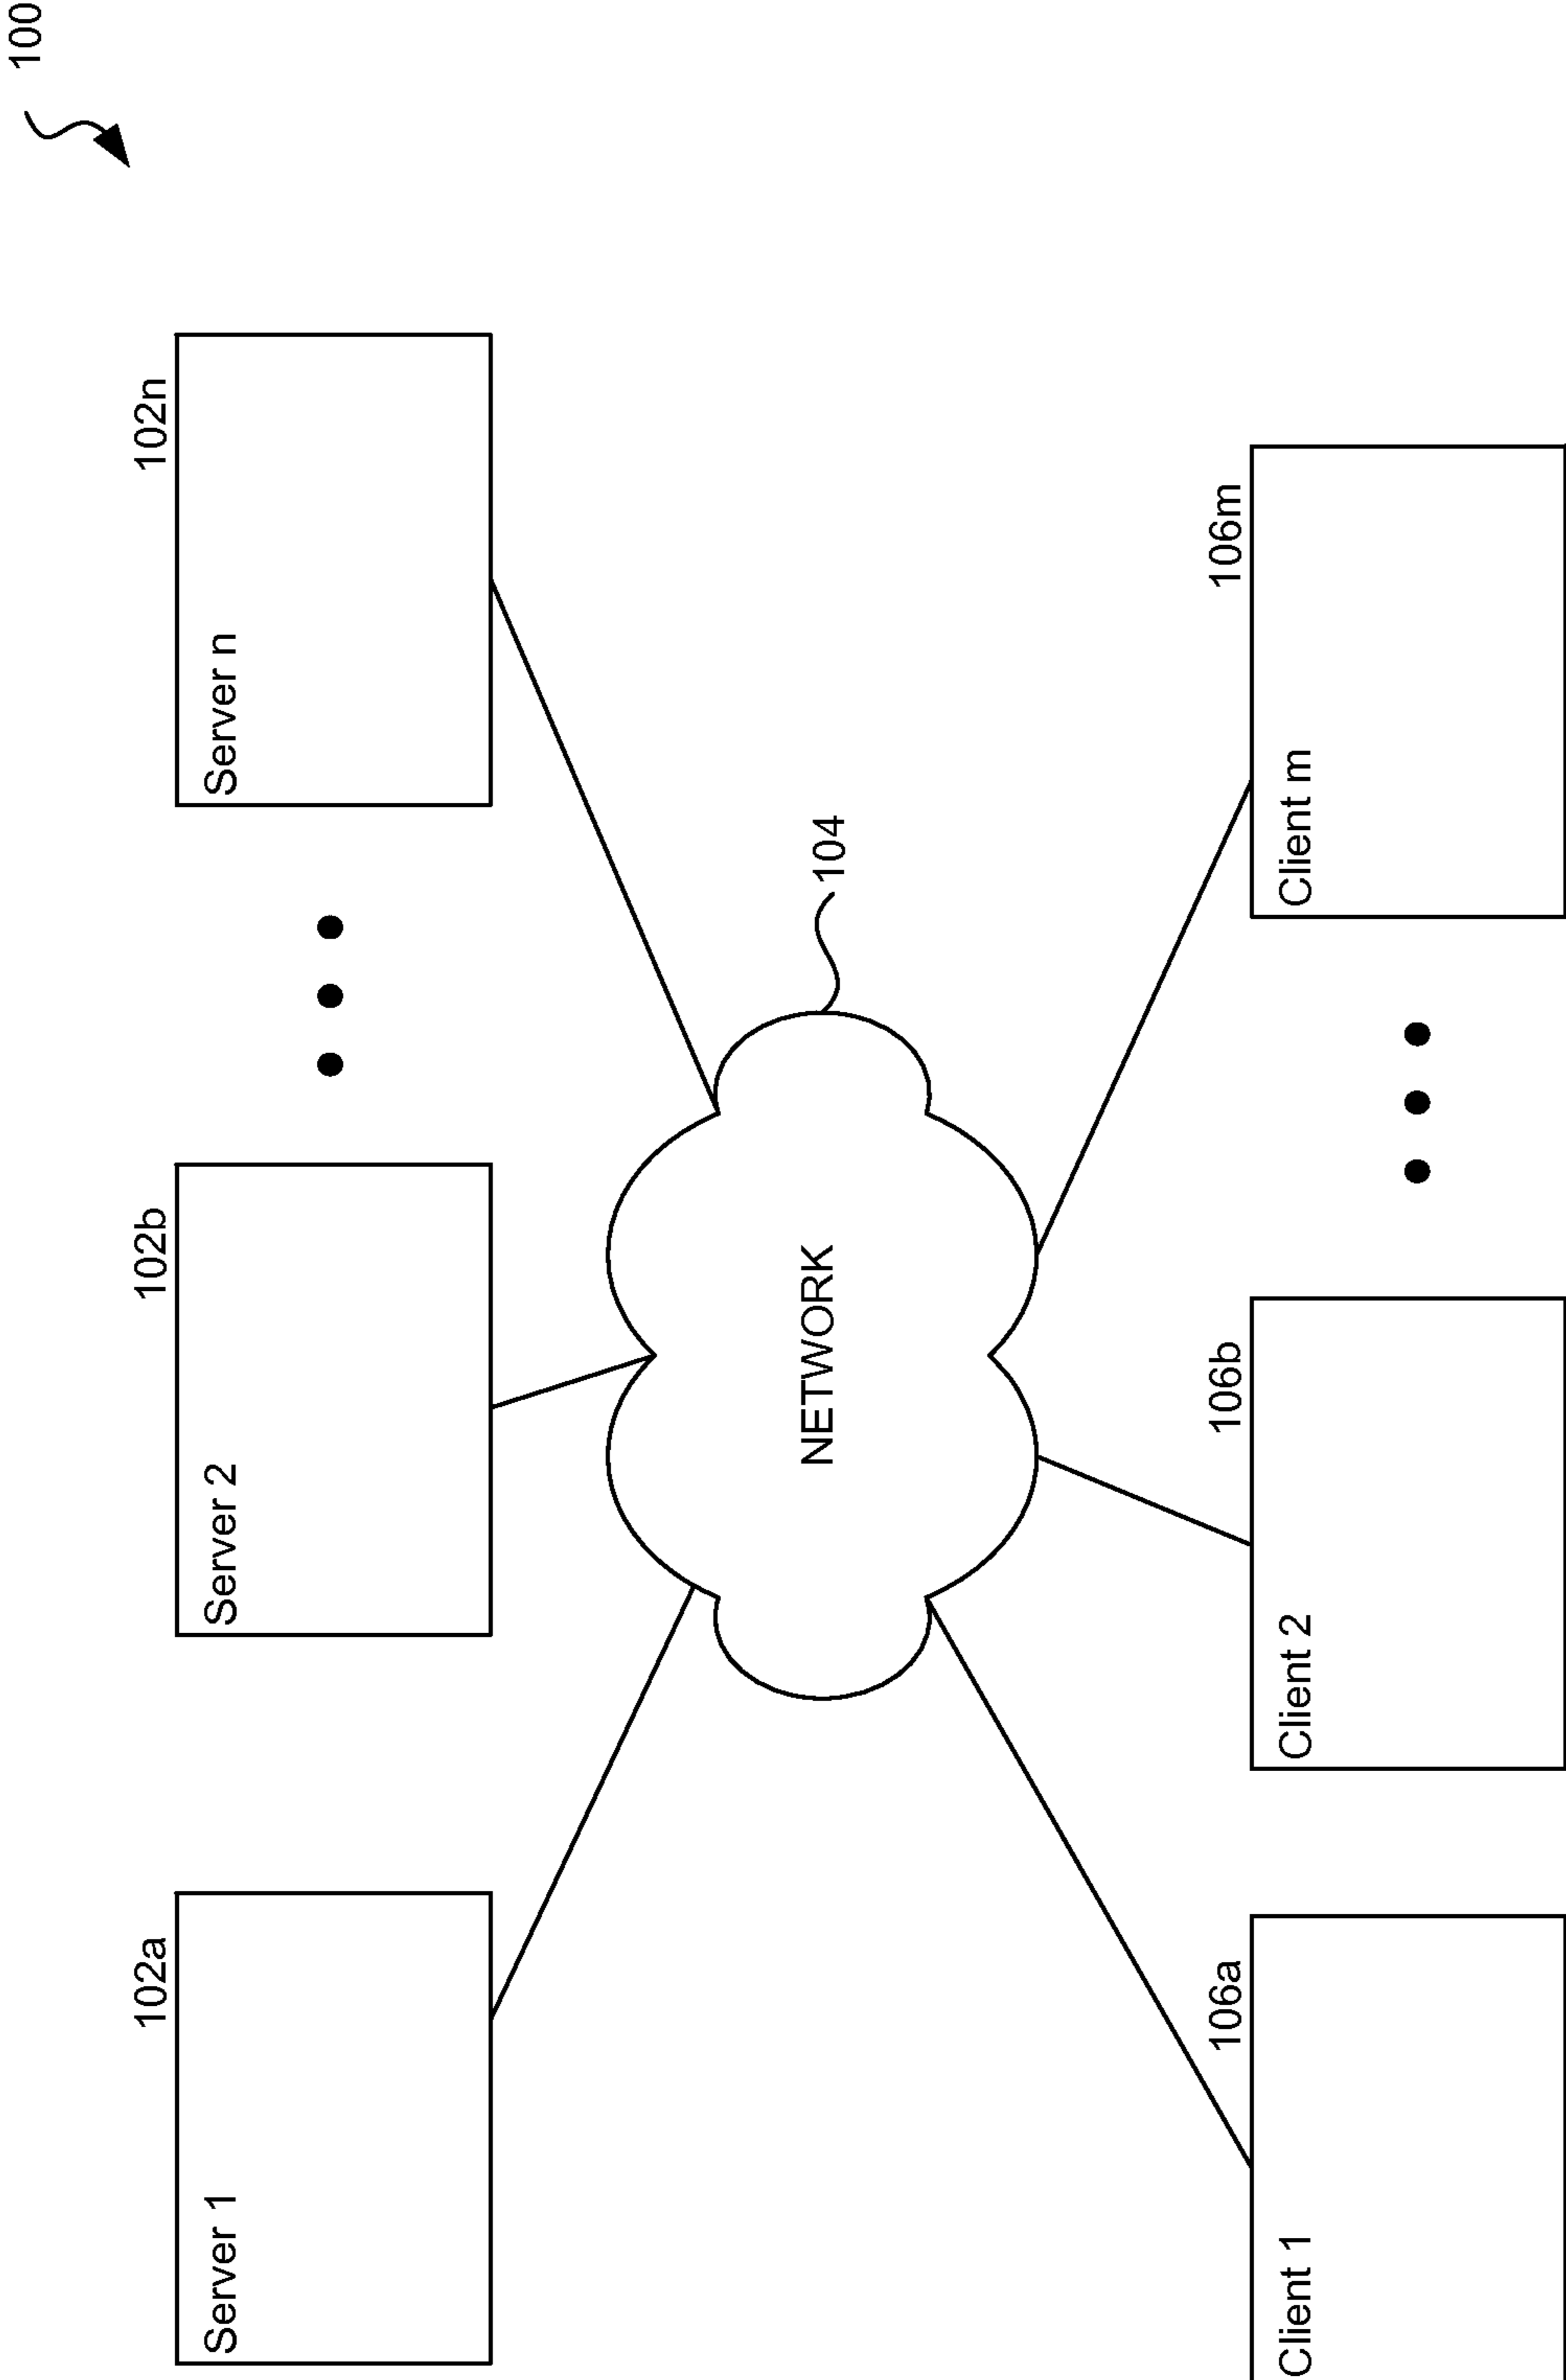 100
102a
Server 1
102b
Server 2
102n
Server n
104
NETWORK
106a
Client 1
106b
Client 2
106m
Client m